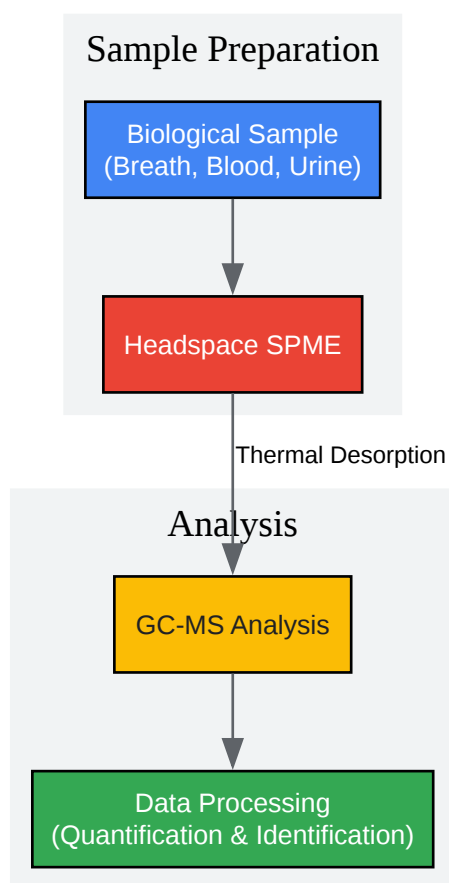 Sample Preparation
Biological Sample
(Breath, Blood, Urine)
Headspace SPME
Thermal Desorption
Analysis
GC-MS Analysis
Data Processing
(Quantification & Identification)